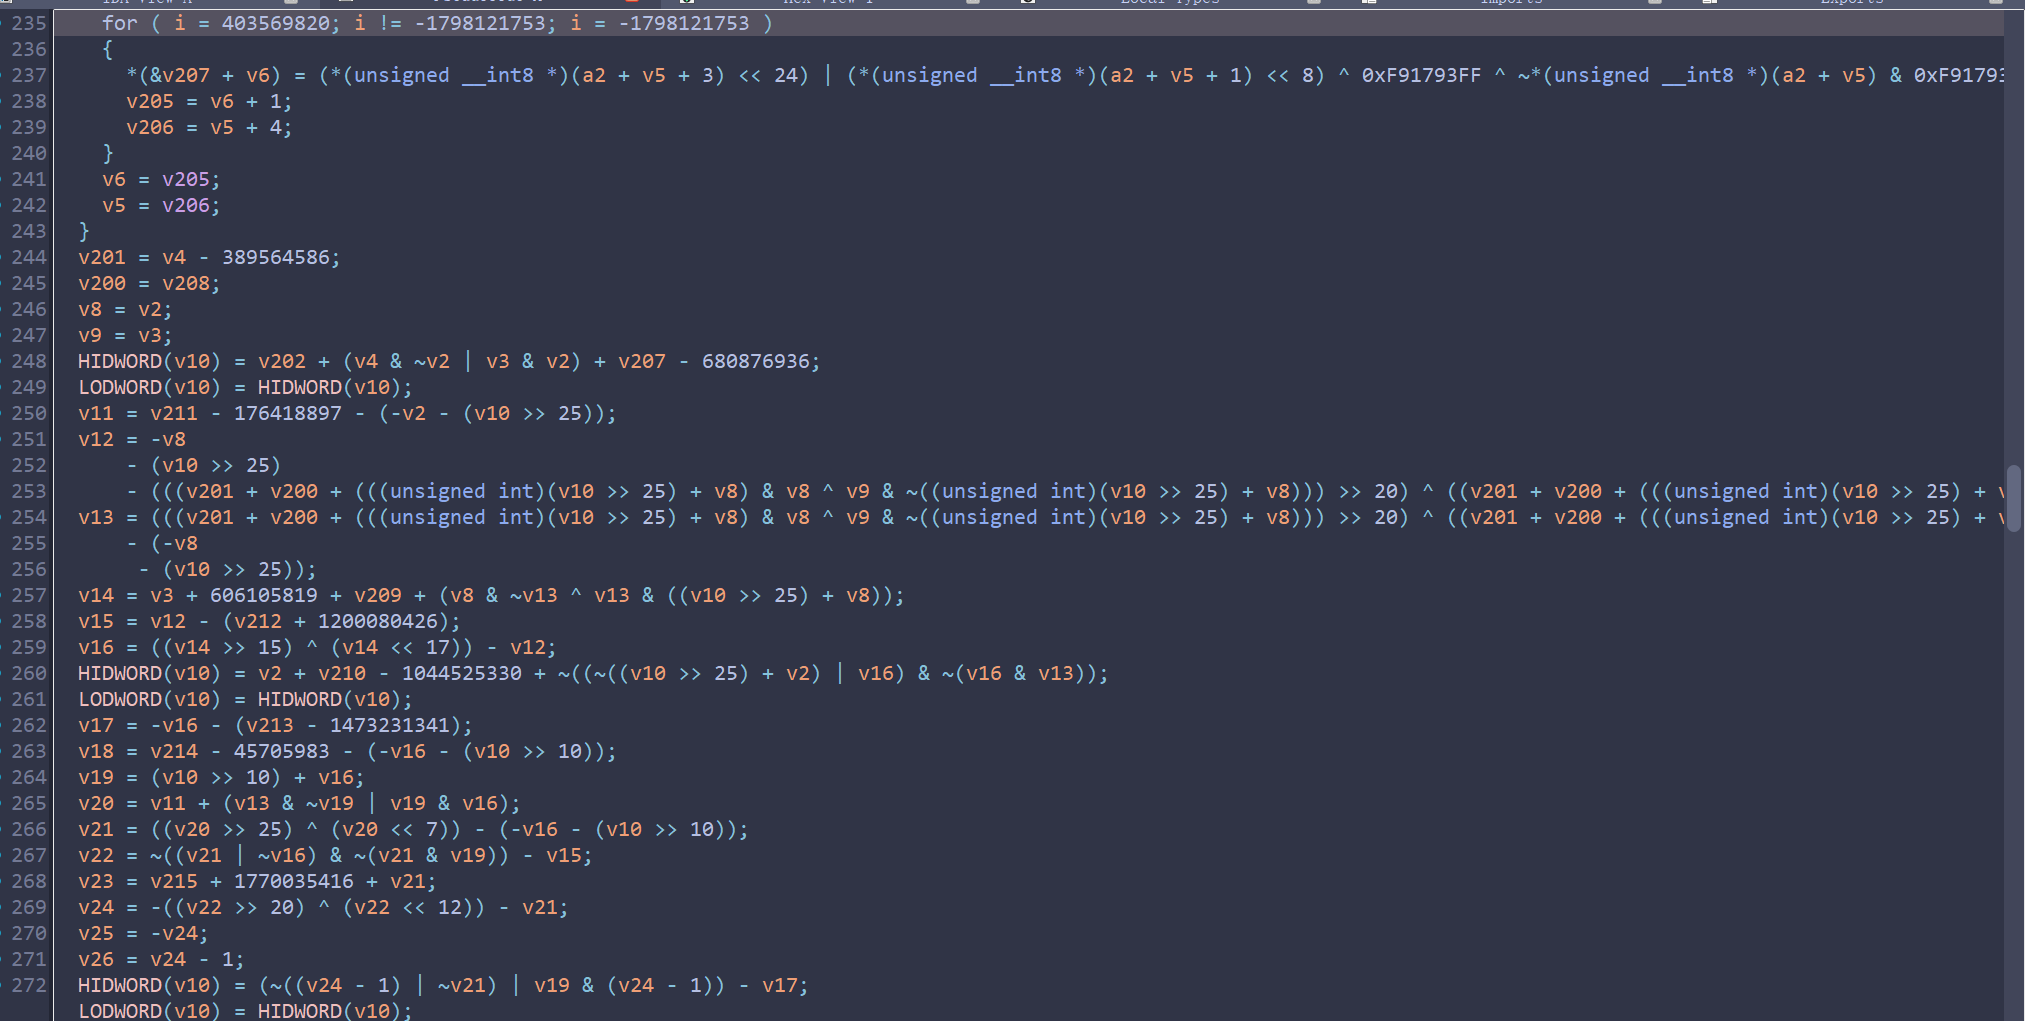 235 for ( i = 403569820; i != -1798121753; i = -1798121753 )
236 {
237 *(&v207 + v6) = (*(unsigned __int8 *)(a2 + v5 + 3) << 24) | (*(unsigned __int8 *)(a2 + v5 + 1) << 8) ^ 0xF91793FF ^ ~*(unsigned __int8 *)(a2 + v5) & 0xF9179
238 v205 = v6 + 1;
239 v206 = v5 + 4;
240 }
241 v6 = v205;
242 v5 = v206;
243 }
244 v201 = v4 - 389564586;
245 v200 = v208;
246 v8 = v2;
247 v9 = v3;
248 HIDWORD(v10) = v202 + (v4 & ~v2 | v3 & v2) + v207 - 680876936;
249 LODWORD(v10) = HIDWORD(v10);
250 v11 = v211 - 176418897 - (-v2 - (v10 >> 25));
251 v12 = -v8
252 - (v10 >> 25)
253 - (((v201 + v200 + (((unsigned int)(v10 >> 25) + v8) & v8 ^ v9 & ~((unsigned int)(v10 >> 25) + v8))) >> 20) ^ ((v201 + v200 + (((unsigned int)(v10 >> 25) +
254 v13 = (((v201 + v200 + (((unsigned int)(v10 >> 25) + v8) & v8 ^ v9 & ~((unsigned int)(v10 >> 25) + v8))) >> 20) ^ ((v201 + v200 + (((unsigned int)(v10 >> 25) +
255 - (-v8
256 - (v10 >> 25));
257 v14 = v3 + 606105819 + v209 + (v8 & ~v13 ^ v13 & ((v10 >> 25) + v8));
258 v15 = v12 - (v212 + 1200080426);
259 v16 = ((v14 >> 15) ^ (v14 << 17)) - v12;
260 HIDWORD(v10) = v2 + v210 - 1044525330 + ~((~((v10 >> 25) + v2) | v16) & ~(v16 & v13));
261 LODWORD(v10) = HIDWORD(v10);
262 v17 = -v16 - (v213 - 1473231341);
263 v18 = v214 - 45705983 - (-v16 - (v10 >> 10));
264 v19 = (v10 >> 10) + v16;
265 v20 = v11 + (v13 & ~v19 | v19 & v16);
266 v21 = ((v20 >> 25) ^ (v20 << 7)) - (-v16 - (v10 >> 10));
267 v22 = ~((v21 | ~v16) & ~(v21 & v19)) - v15;
268 v23 = v215 + 1770035416 + v21;
269 v24 = -((v22 >> 20) ^ (v22 << 12)) - v21;
270 v25 = -v24;
271 v26 = v24 - 1;
272 HIDWORD(v10) = (~((v24 - 1) | ~v21) | v19 & (v24 - 1)) - v17;
LODWORD(v10) = HIDWORD(v10);